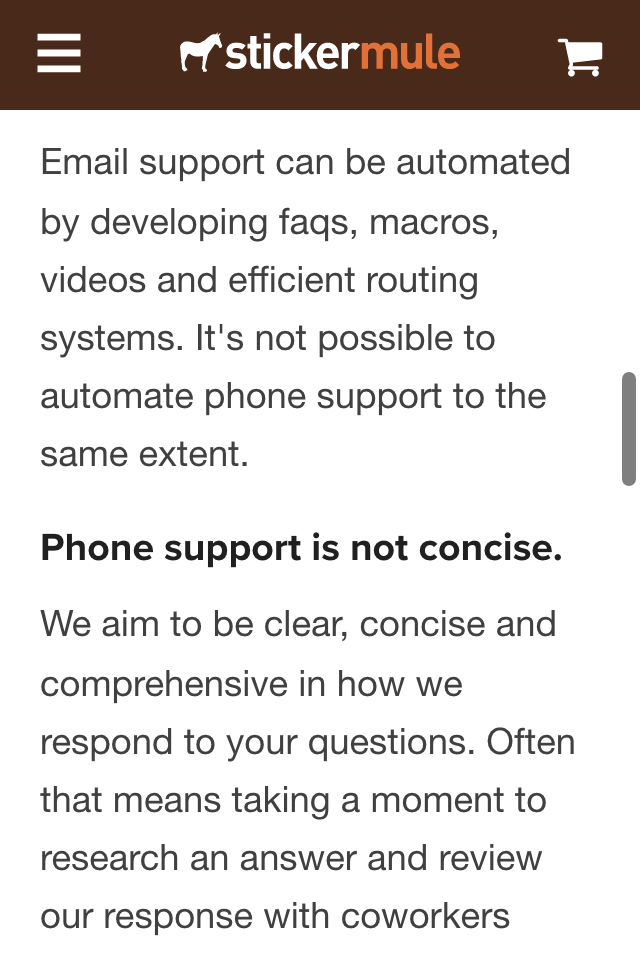 stickermule
Email support can be automated
by developing faqs, macros,
videos and efficient routing
systems. It's not possible to
automate phone support to the
same extent.
Phone support is not concise.
We aim to be clear, concise and
comprehensive in how we
respond to your questions. Often
that means taking a moment to
research an answer and review
our response with coworkers